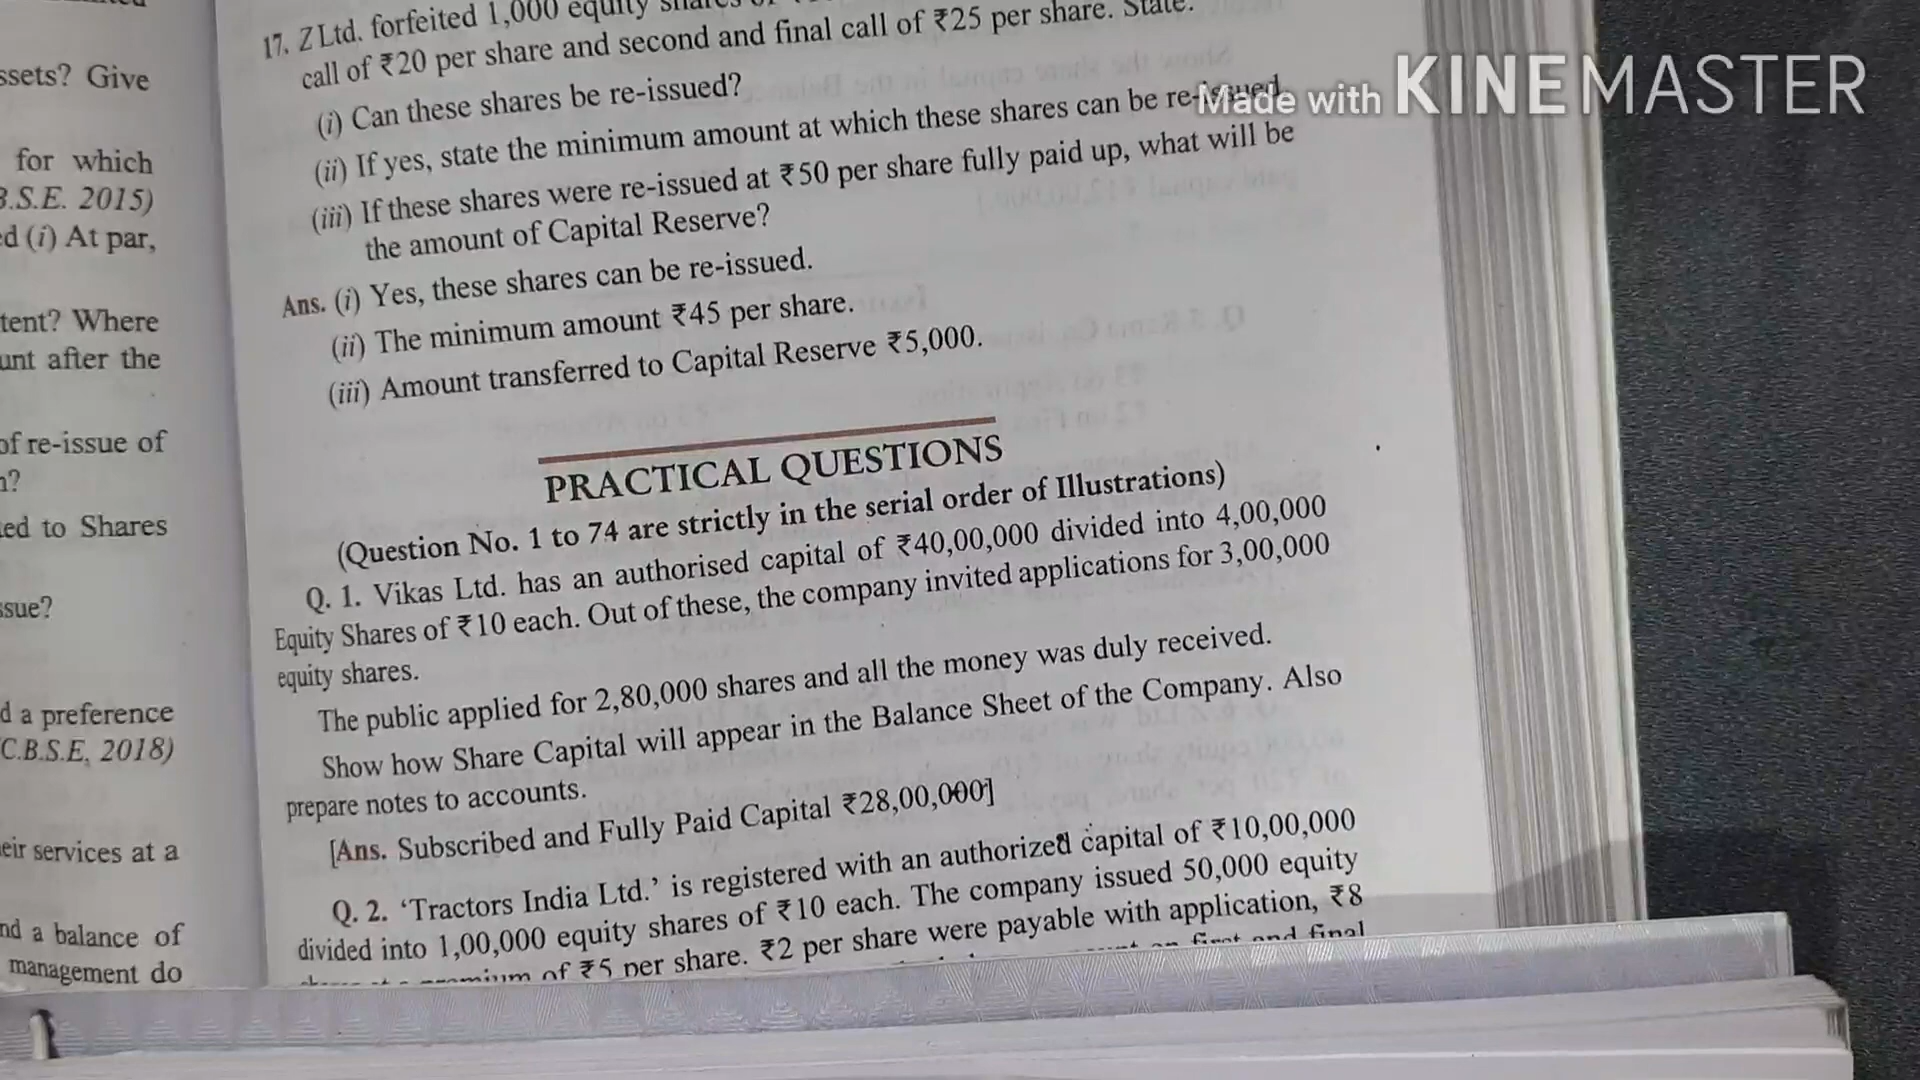 ssets? Give
for which
B.S.E. 2015)
ed (i) At par,
tent? Where
unt after the
of re-issue of
n?
ted to Shares
ssue?
d a preference
C.B.S.E, 2018)
eir services at a
nd a balance of
management do
17. Z Ltd. forfeited 1,000 equity shares of
call of ₹20 per share and second and final call of ₹25 per share. State:
(i) Can these shares be re-issued?
(ii) If yes, state the minimum amount at which these shares can be re-issued.
(iii) If these shares were re-issued at ₹50 per share fully paid up, what will be
the amount of Capital Reserve?
Ans. (i) Yes, these shares can be re-issued.
(ii) The minimum amount ₹45 per share.
(iii) Amount transferred to Capital Reserve ₹5,000.
PRACTICAL QUESTIONS
(Question No. 1 to 74 are strictly in the serial order of Illustrations)
Q. 1. Vikas Ltd. has an authorised capital of ₹40,00,000 divided into 4,00,000
Equity Shares of ₹10 each. Out of these, the company invited applications for 3,00,000
equity shares.
The public applied for 2,80,000 shares and all the money was duly received.
Show how Share Capital will appear in the Balance Sheet of the Company. Also
prepare notes to accounts.
[Ans. Subscribed and Fully Paid Capital ₹28,00,000]
Q. 2. ‘Tractors India Ltd.’ is registered with an authorized capital of ₹10,00,000
divided into 1,00,000 equity shares of ₹10 each. The company issued 50,000 equity
premium of ₹5 per share. ₹2 per share were payable with application, ₹8
on first and final
Made with KINEMASTER